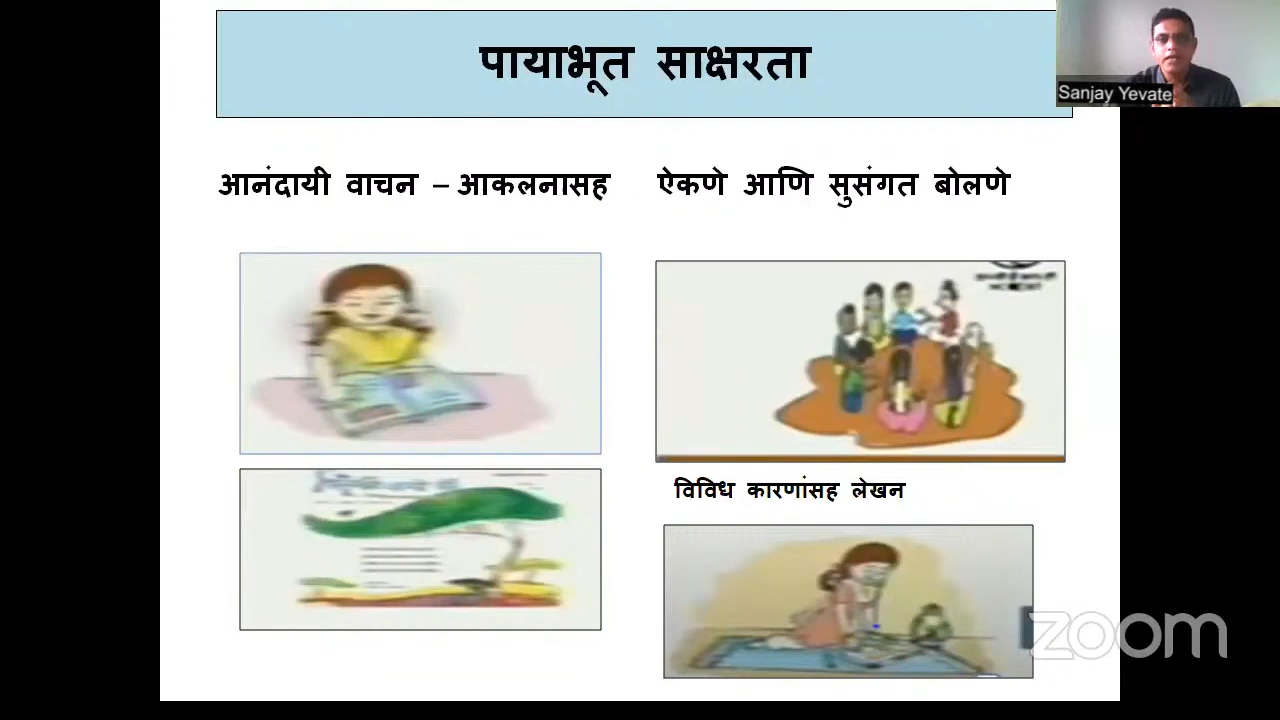 पायाभूत साक्षरता
Sanjay Yevate
आनंदायी वाचन – आकलनासह
ऐकणे आणि सुसंगत बोलणे
विविध कारणांसह लेखन
zoom